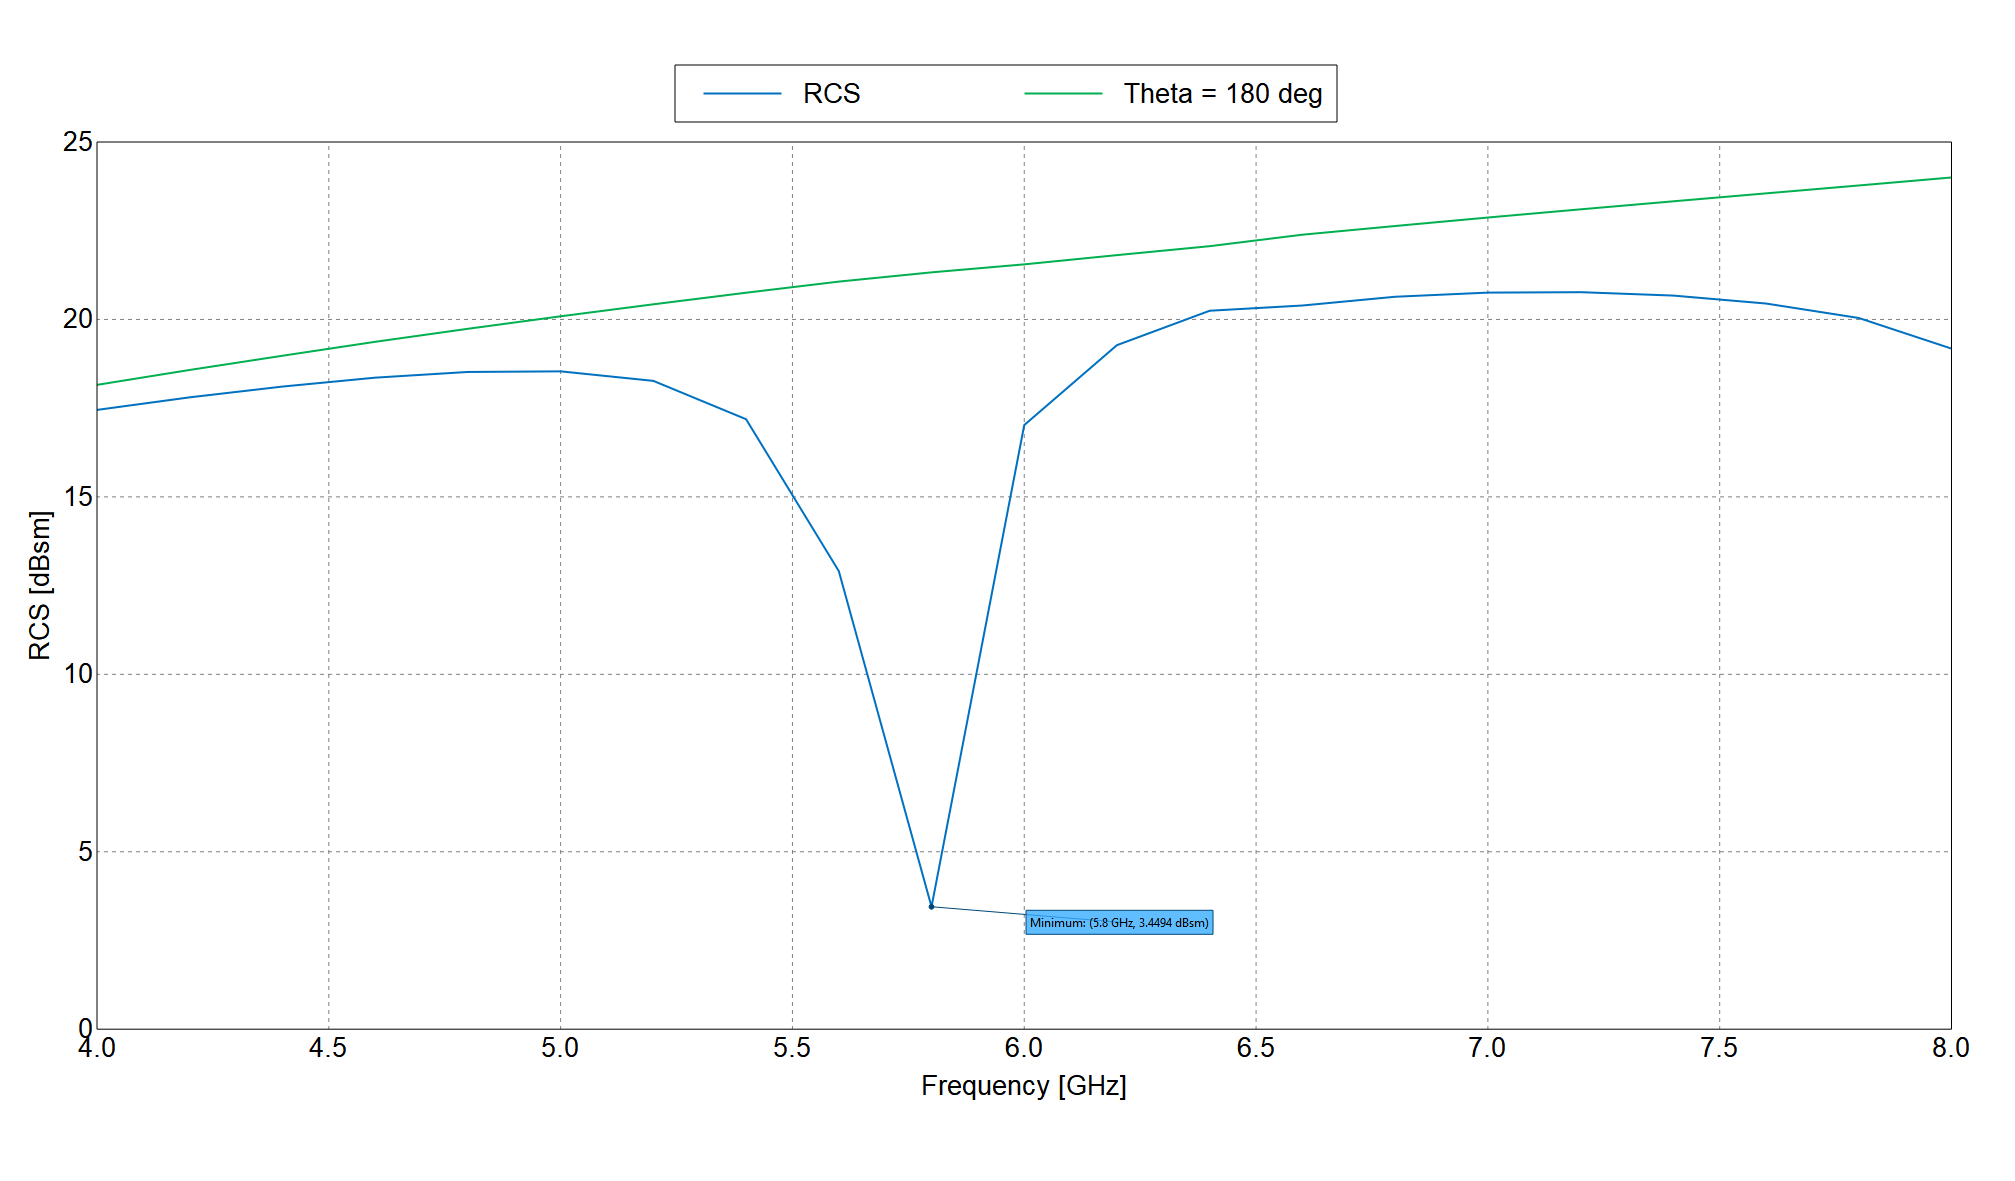 RCS
Theta = 180 deg
25
20
15
10
5
0
RCS [dBsm]
Minimum: (5.8 GHz, 3.4494 dBsm)
4.0 4.5 5.0 5.5 6.0 6.5 7.0 7.5 8.0
Frequency [GHz]